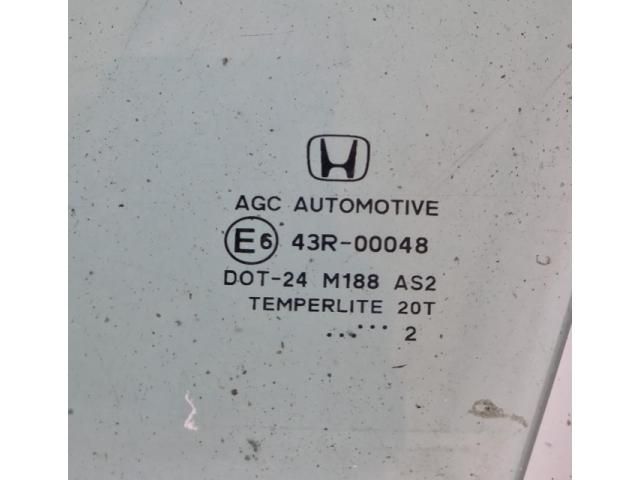 AGC AUTOMOTIVE
E6 43R-00048
DOT-24 M188 AS2
TEMPERLITE 20T
..... ···· 2